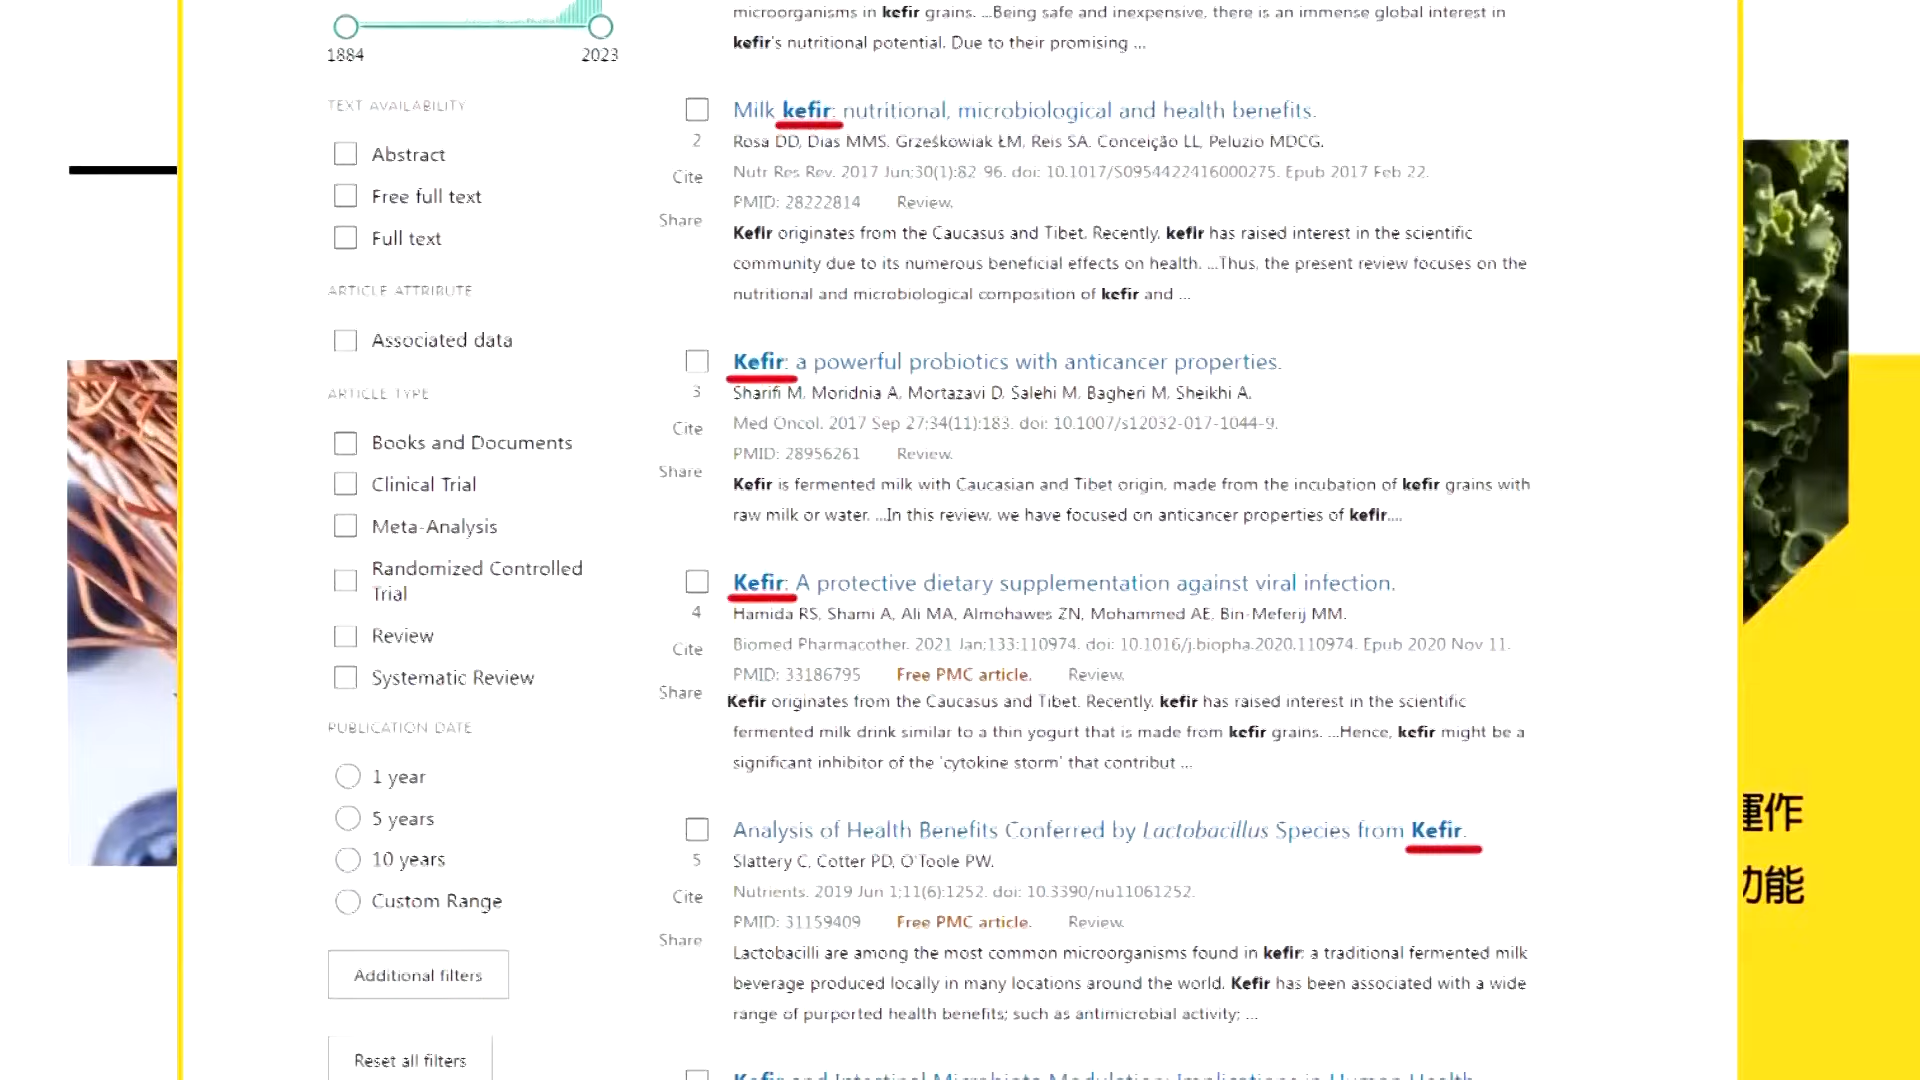 1884
2023
TEXT AVAILABILITY
Abstract
Free full text
Full text
ARTICLE ATTRIBUTE
Associated data
ARTICLE TYPE
Books and Documents
Clinical Trial
Meta-Analysis
Randomized Controlled
Trial
Review
Systematic Review
PUBLICATION DATE
1 year
5 years
10 years
Custom Range
Additional filters
Reset all filters
microorganisms in kefir grains. ...Being safe and inexpensive, there is an immense global interest in
kefir's nutritional potential. Due to their promising ...
Milk kefir: nutritional, microbiological and health benefits.
2
Rosa DD, Dias MMS, Grześkowiak ŁM, Reis SA, Conceição LL, Peluzio MDCG.
Cite
Nutr Res Rev. 2017 Jun;30(1):82-96. doi: 10.1017/S0954422416000275. Epub 2017 Feb 22.
PMID: 28222814 Review.
Share
Kefir originates from the Caucasus and Tibet. Recently, kefir has raised interest in the scientific
community due to its numerous beneficial effects on health. ...Thus, the present review focuses on the
nutritional and microbiological composition of kefir and ...
Kefir: a powerful probiotics with anticancer properties.
3
Sharifi M, Moridnia A, Mortazavi D, Salehi M, Bagheri M, Sheikhi A.
Cite
Med Oncol. 2017 Sep 27;34(11):183. doi: 10.1007/s12032-017-1044-9.
PMID: 28956261 Review.
Share
Kefir is fermented milk with Caucasian and Tibet origin, made from the incubation of kefir grains with
raw milk or water. ...In this review, we have focused on anticancer properties of kefir....
Kefir: A protective dietary supplementation against viral infection.
4
Hamida RS, Shami A, Ali MA, Almohawes ZN, Mohammed AE, Bin-Meferij MM.
Cite
Biomed Pharmacother. 2021 Jan;133:110974. doi: 10.1016/j.biopha.2020.110974. Epub 2020 Nov 11.
PMID: 33186795 Free PMC article. Review.
Share
Kefir originates from the Caucasus and Tibet. Recently, kefir has raised interest in the scientific
fermented milk drink similar to a thin yogurt that is made from kefir grains. ...Hence, kefir might be a
significant inhibitor of the 'cytokine storm' that contribut ...
Analysis of Health Benefits Conferred by Lactobacillus Species from Kefir.
5
Slattery C, Cotter PD, O'Toole PW.
Cite
Nutrients. 2019 Jun 1;11(6):1252. doi: 10.3390/nu11061252.
PMID: 31159409 Free PMC article. Review.
Share
Lactobacilli are among the most common microorganisms found in kefir; a traditional fermented milk
beverage produced locally in many locations around the world. Kefir has been associated with a wide
range of purported health benefits; such as antimicrobial activity; ...
Kefir and Intestinal Microbiota Modulation: Implications in Human Health.
運作
功能